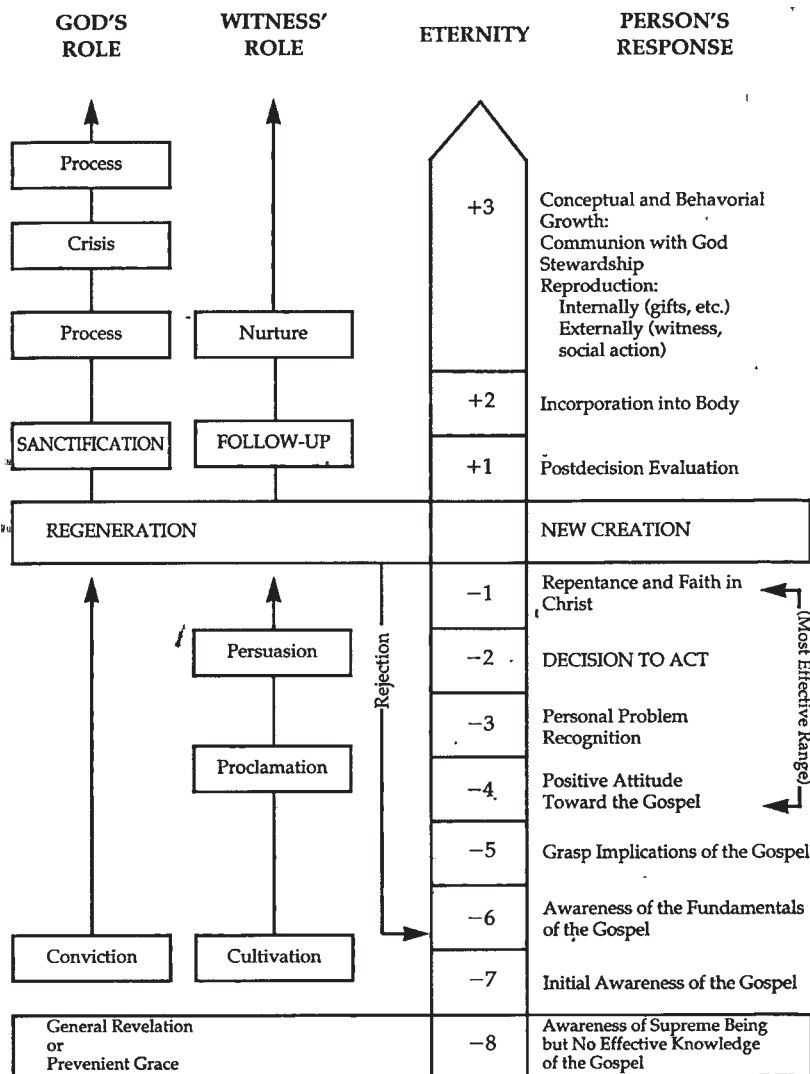 GOD'S
ROLE
WITNESS'
ROLE
ETERNITY
PERSON'S
RESPONSE
Process
Crisis
Process
Nurture
SANCTIFICATION
FOLLOW-UP
+3
Conceptual and Behavorial
Growth:
Communion with God
Stewardship
Reproduction:
Internally (gifts, etc.)
Externally (witness,
social action)
+2
Incorporation into Body
+1
Postdecision Evaluation
REGENERATION
NEW CREATION
Persuasion
Proclamation
Conviction
Cultivation
Rejection
-1
Repentance and Faith in
Christ
-2
DECISION TO ACT
-3
Personal Problem
Recognition
-4
Positive Attitude
Toward the Gospel
(Most Effective Range)
-5
Grasp Implications of the Gospel
-6
Awareness of the Fundamentals
of the Gospel
-7
Initial Awareness of the Gospel
General Revelation
or
Prevenient Grace
-8
Awareness of Supreme Being
but No Effective Knowledge
of the Gospel